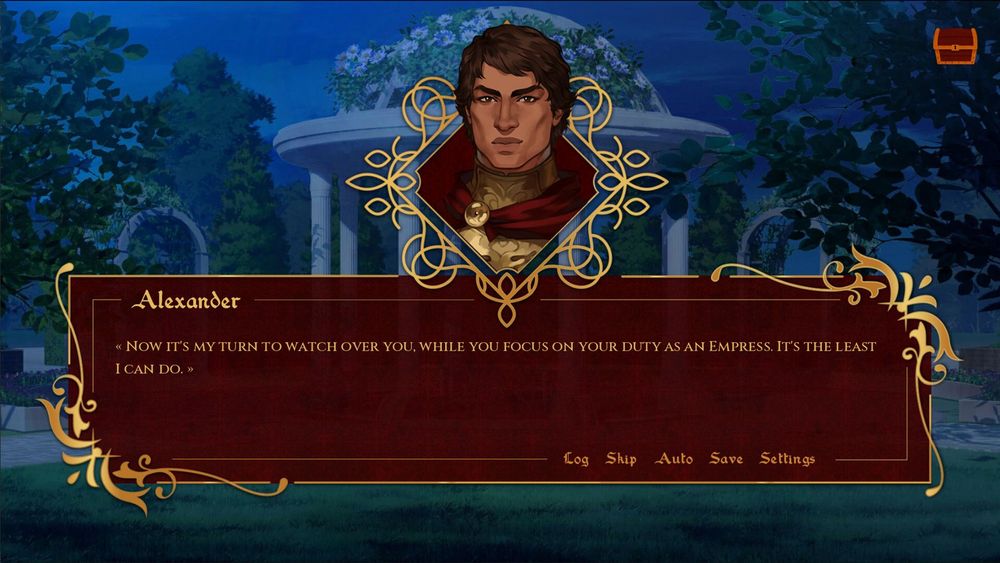 Alexander
« Now it's my turn to watch over you, while you focus on your duty as an Empress. It's the least
I can do. »
Log Skip Auto Save Settings